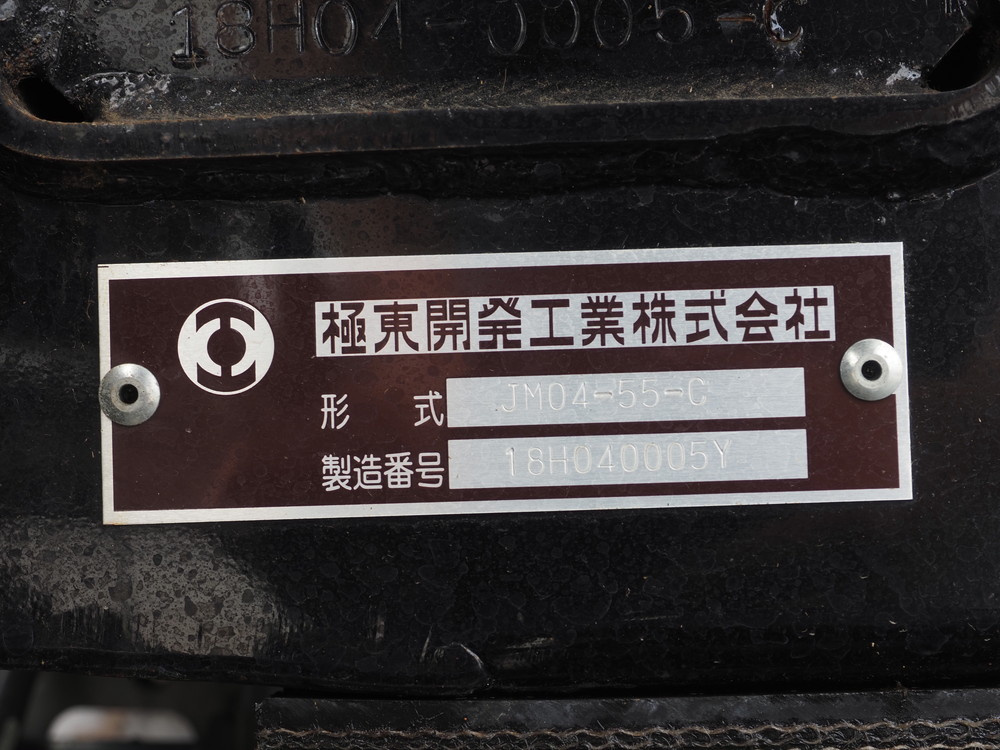 18H04-0005-C
極東開発工業株式会社
形 式 JM04-55-C
製造番号 18H040005Y